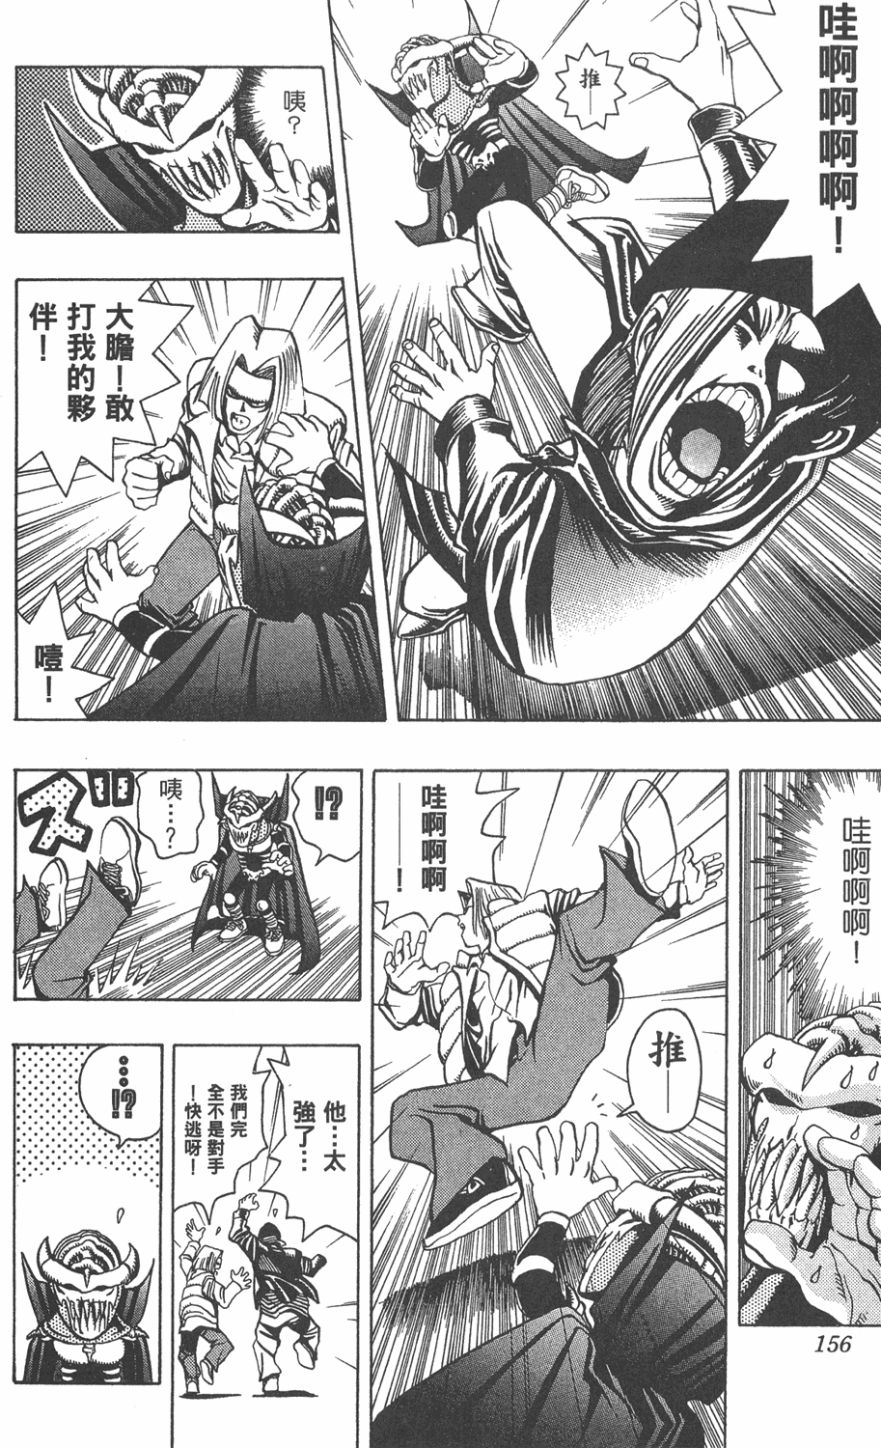 哇啊啊啊啊！
推—
咦？
大膽！敢
打我的夥
伴！
噎！
哇啊啊啊！
哇啊啊啊
——！
推—
!?
咦…？
ズ
他…太
強了…
我們完
全不是對手
！快逃呀！
…!?
156